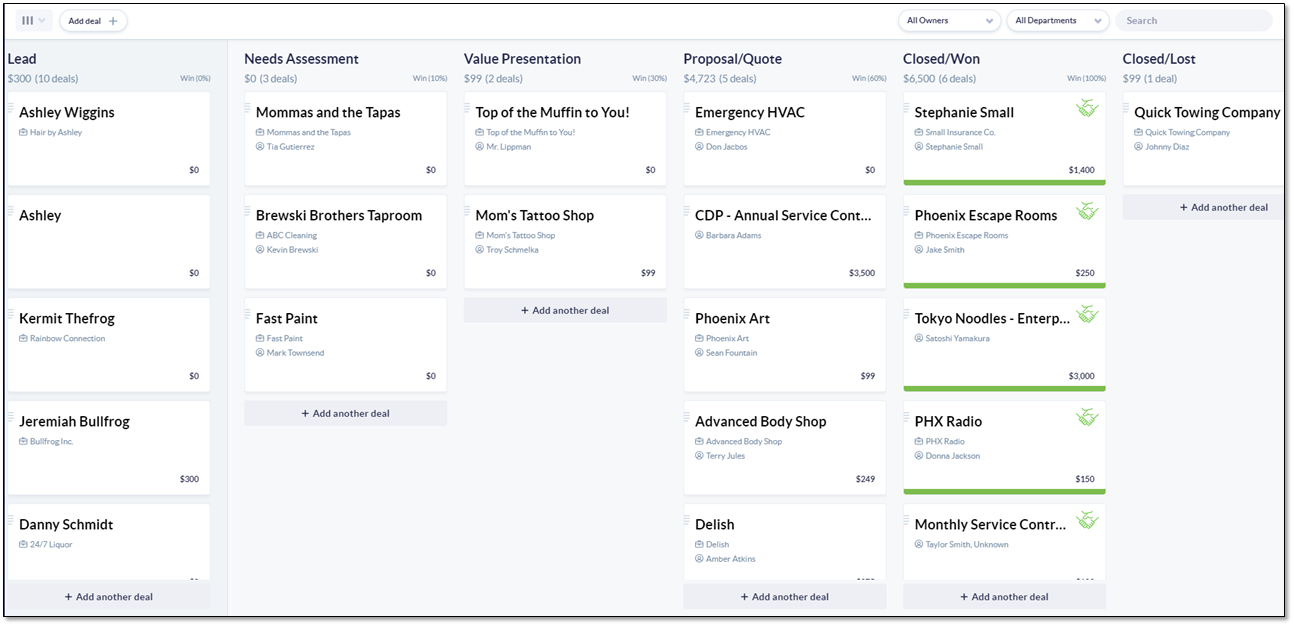 Add deal +
All Owners
All Departments
Search
Lead
$300 (10 deals)
Win (0%)
Ashley Wiggins
Hair by Ashley
$0
Ashley
$0
Kermit Thefrog
Rainbow Connection
$0
Jeremiah Bullfrog
Bullfrog Inc.
$300
Danny Schmidt
24/7 Liquor
+ Add another deal
Needs Assessment
$0 (3 deals)
Win (10%)
Mommas and the Tapas
Mommas and the Tapas
Tia Gutierrez
$0
Brewski Brothers Taproom
ABC Cleaning
Kevin Brewski
$0
Fast Paint
Fast Paint
Mark Townsend
$0
+ Add another deal
Value Presentation
$99 (2 deals)
Win (30%)
Top of the Muffin to You!
Top of the Muffin to You!
Mr. Lippman
$0
Mom's Tattoo Shop
Mom's Tattoo Shop
Troy Schmelka
$99
+ Add another deal
Proposal/Quote
$4,723 (5 deals)
Win (60%)
Emergency HVAC
Emergency HVAC
Don Jacbos
$0
CDP - Annual Service Cont...
Barbara Adams
$3,500
Phoenix Art
Phoenix Art
Sean Fountain
$99
Advanced Body Shop
Advanced Body Shop
Terry Jules
$249
Delish
Delish
Amber Atkins
+ Add another deal
Closed/Won
$6,500 (6 deals)
Win (100%)
Stephanie Small
Small Insurance Co.
Stephanie Small
$1,400
Phoenix Escape Rooms
Phoenix Escape Rooms
Jake Smith
$250
Tokyo Noodles - Enterp...
Satoshi Yamakura
$3,000
PHX Radio
PHX Radio
Donna Jackson
$150
Monthly Service Contr...
Taylor Smith, Unknown
+ Add another deal
Closed/Lost
$99 (1 deal)
Quick Towing Company
Quick Towing Company
Johnny Diaz
+ Add another deal